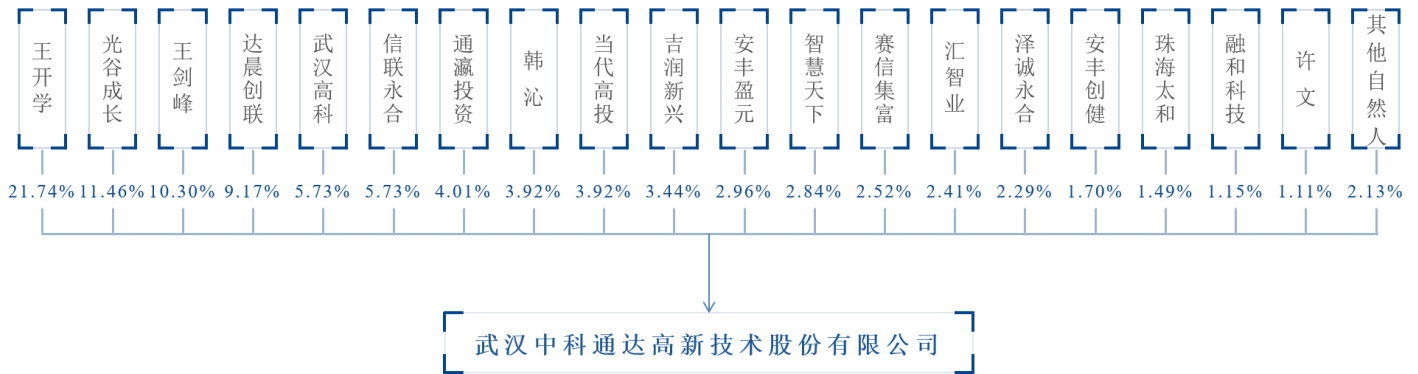 王开学
光谷成长
王剑峰
达晨创联
武汉高科
信联永合
通瀛投资
韩沁
当代高投
吉润新兴
安丰盈元
智慧天下
赛信集富
汇智业
泽诚永合
安丰创健
珠海太和
融和科技
许文
其他自然人
21.74%
11.46%
10.30%
9.17%
5.73%
5.73%
4.01%
3.92%
3.92%
3.44%
2.96%
2.84%
2.52%
2.41%
2.29%
1.70%
1.49%
1.15%
1.11%
2.13%
武汉中科通达高新技术股份有限公司